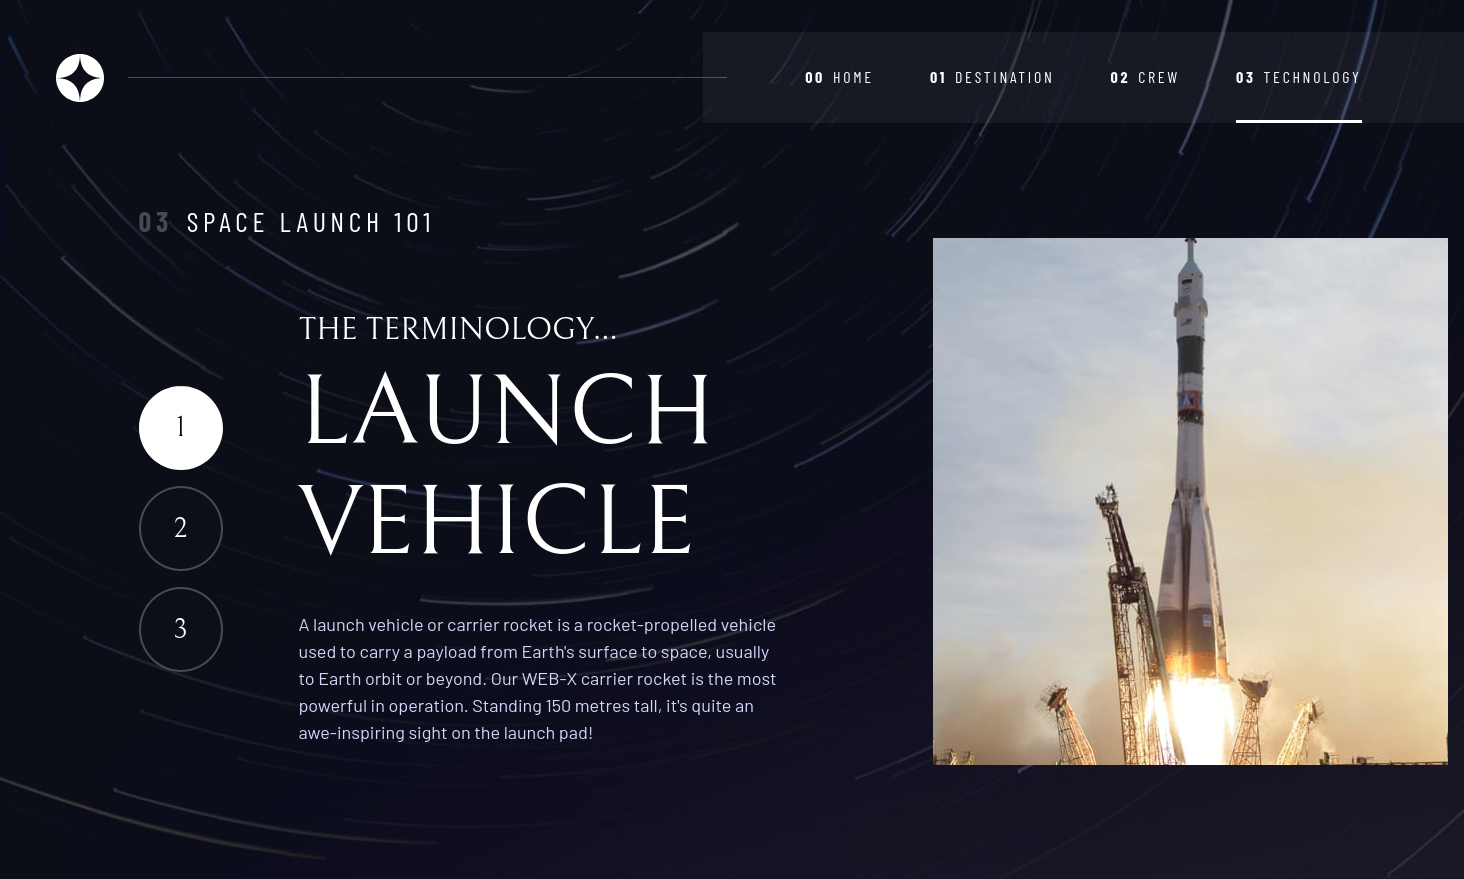 00 HOME
01 DESTINATION
02 CREW
03 TECHNOLOGY
03 SPACE LAUNCH 101
THE TERMINOLOGY...
LAUNCH
VEHICLE
1
2
3
A launch vehicle or carrier rocket is a rocket-propelled vehicle
used to carry a payload from Earth's surface to space, usually
to Earth orbit or beyond. Our WEB-X carrier rocket is the most
powerful in operation. Standing 150 metres tall, it's quite an
awe-inspiring sight on the launch pad!